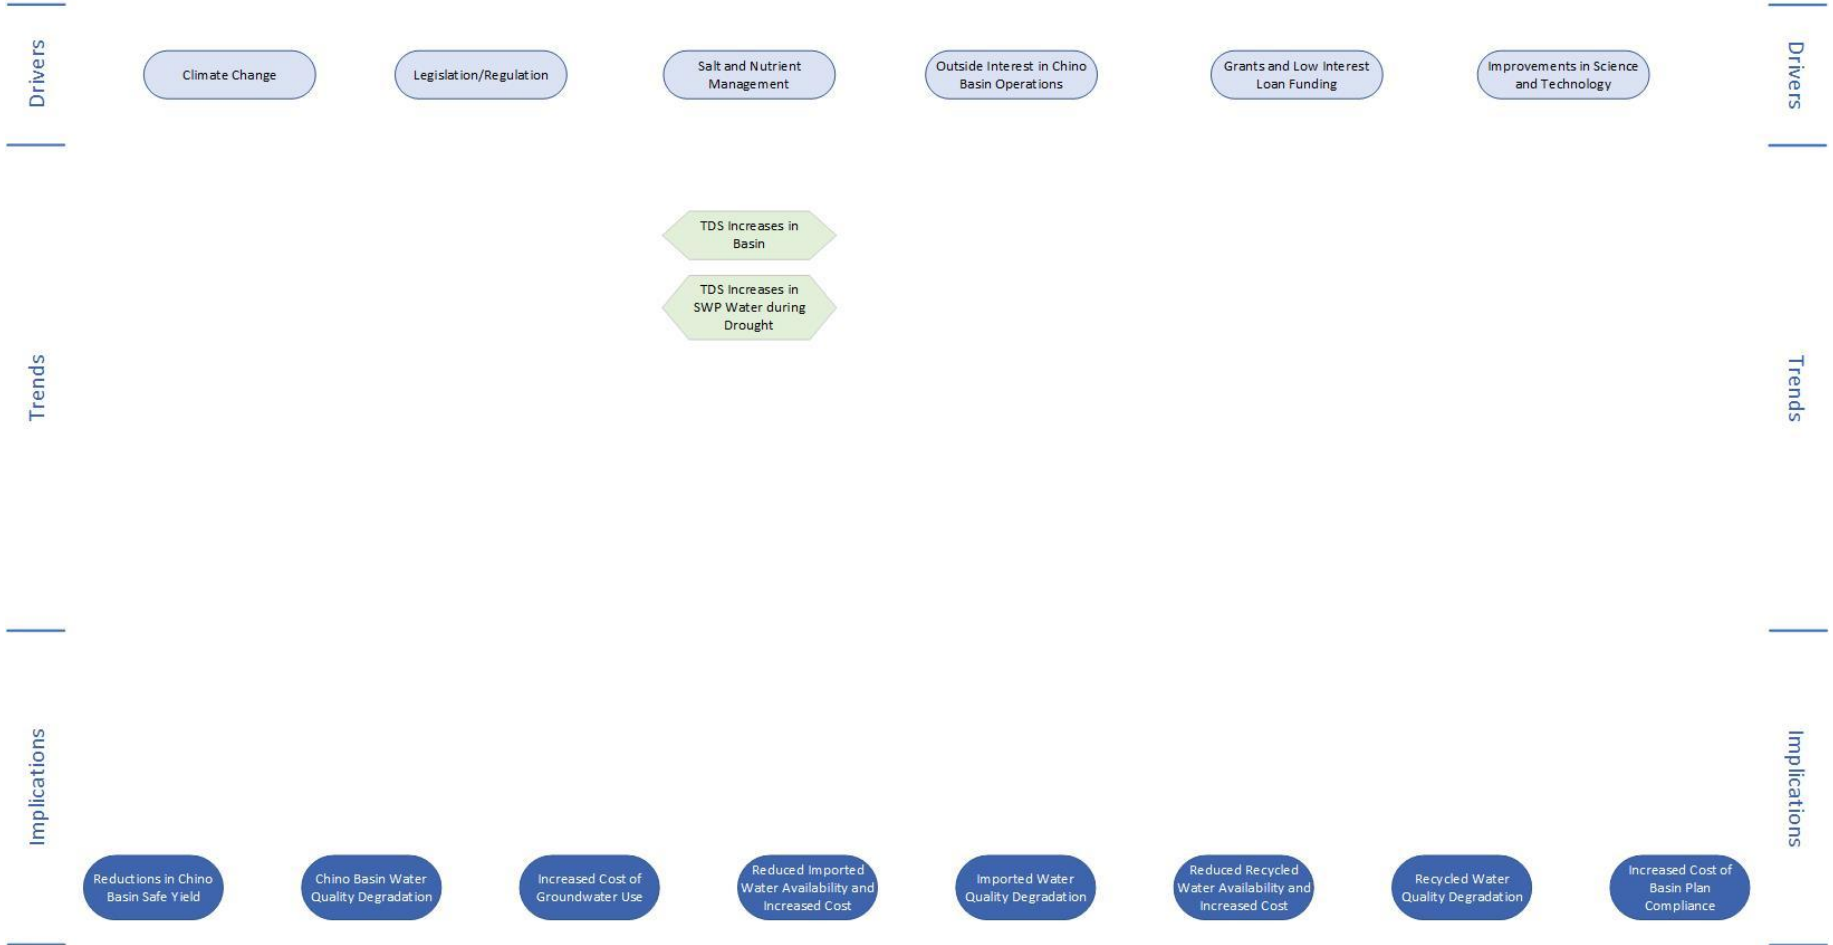 Drivers
Climate Change
Legislation/Regulation
Salt and Nutrient
Management
Outside Interest in Chino
Basin Operations
Grants and Low Interest
Loan Funding
Improvements in Science
and Technology
Drivers
Trends
TDS Increases in
Basin
TDS Increases in
SWP Water during
Drought
Trends
Implications
Reductions in Chino
Basin Safe Yield
Chino Basin Water
Quality Degradation
Increased Cost of
Groundwater Use
Reduced Imported
Water Availability and
Increased Cost
Imported Water
Quality Degradation
Reduced Recycled
Water Availability and
Increased Cost
Recycled Water
Quality Degradation
Increased Cost of
Basin Plan
Compliance
Implications